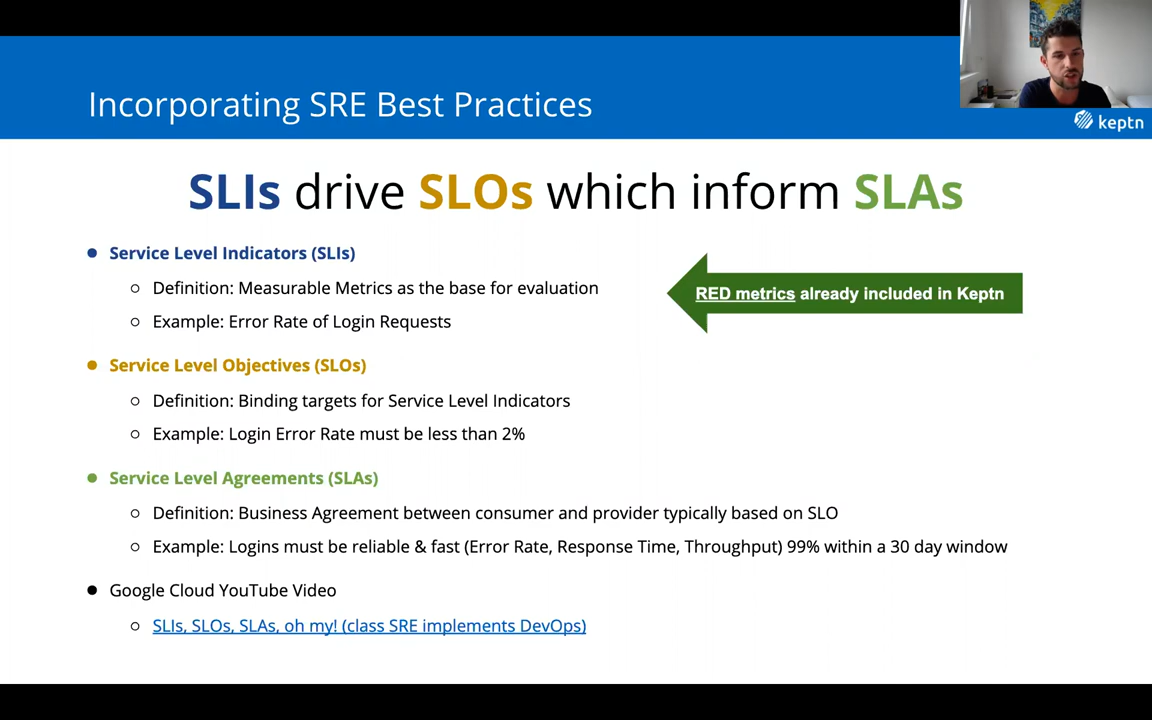 Incorporating SRE Best Practices
keptn
SLIs drive SLOs which inform SLAs
Service Level Indicators (SLIs)
Definition: Measurable Metrics as the base for evaluation
Example: Error Rate of Login Requests
RED metrics already included in Keptn
Service Level Objectives (SLOs)
Definition: Binding targets for Service Level Indicators
Example: Login Error Rate must be less than 2%
Service Level Agreements (SLAs)
Definition: Business Agreement between consumer and provider typically based on SLO
Example: Logins must be reliable & fast (Error Rate, Response Time, Throughput) 99% within a 30 day window
Google Cloud YouTube Video
SLIs, SLOs, SLAs, oh my! (class SRE implements DevOps)